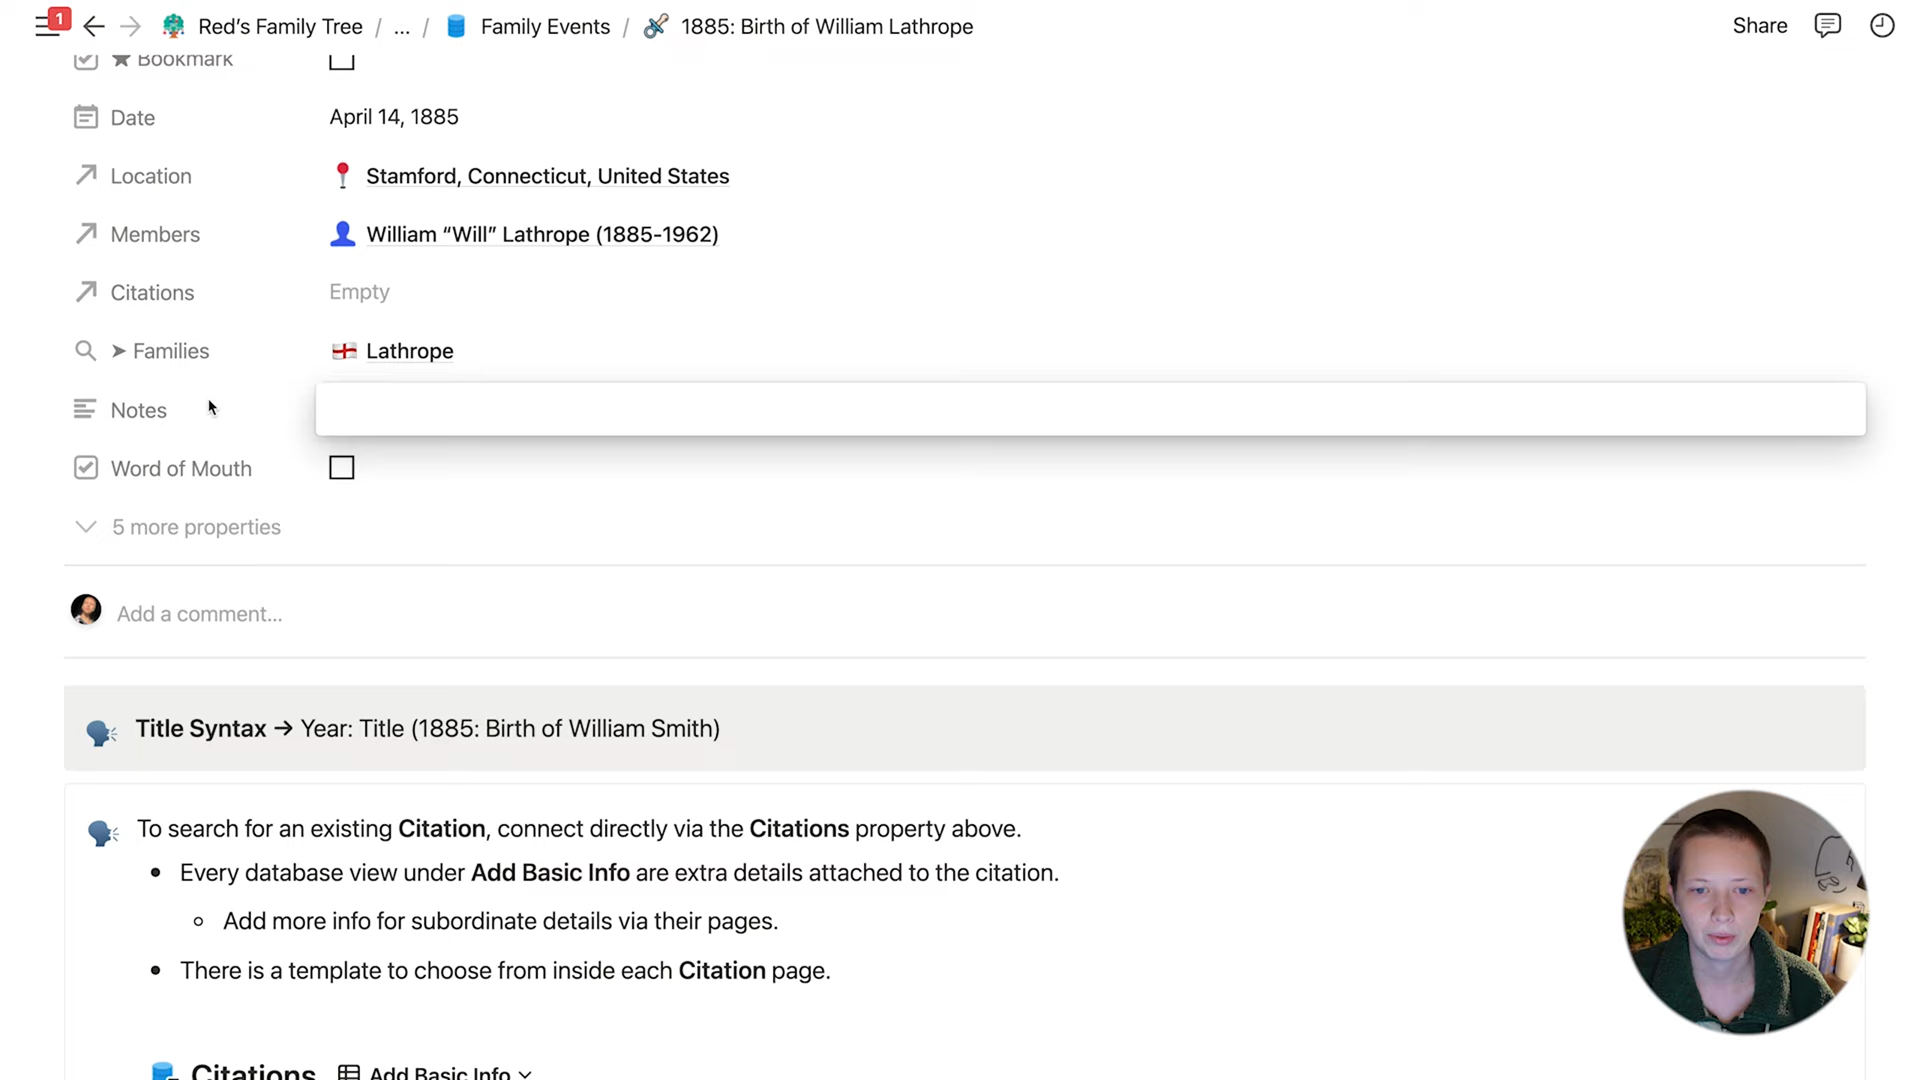 1
Red's Family Tree / ... / Family Events / 1885: Birth of William Lathrope
Share
★ Bookmark
Date April 14, 1885
Location Stamford, Connecticut, United States
Members William “Will” Lathrope (1885-1962)
Citations Empty
➤ Families Lathrope
Notes
Word of Mouth
5 more properties
Add a comment...
Title Syntax → Year: Title (1885: Birth of William Smith)
To search for an existing Citation, connect directly via the Citations property above.
• Every database view under Add Basic Info are extra details attached to the citation.
◦ Add more info for subordinate details via their pages.
• There is a template to choose from inside each Citation page.
Citations Add Basic Info